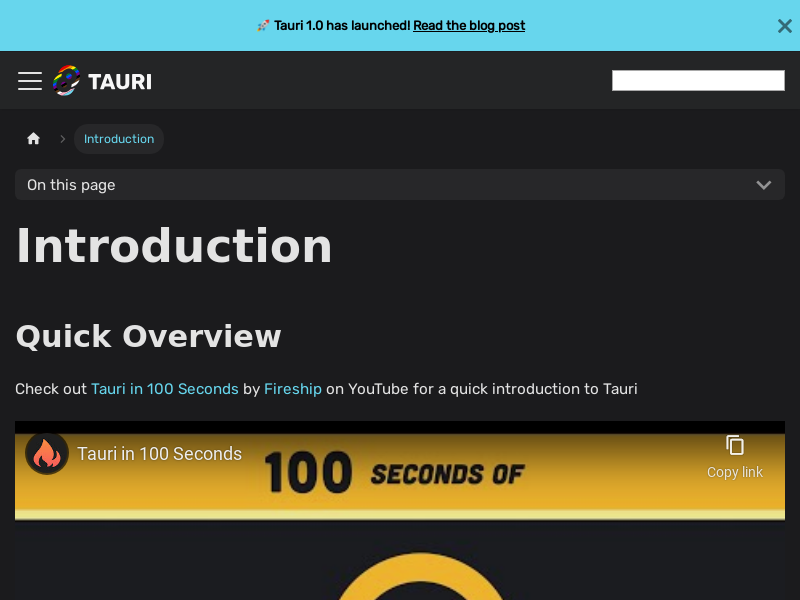 🚀 Tauri 1.0 has launched! Read the blog post
TAURI
Introduction
On this page
Introduction
Quick Overview
Check out Tauri in 100 Seconds by Fireship on YouTube for a quick introduction to Tauri
Tauri in 100 Seconds
100 SECONDS OF
Copy link